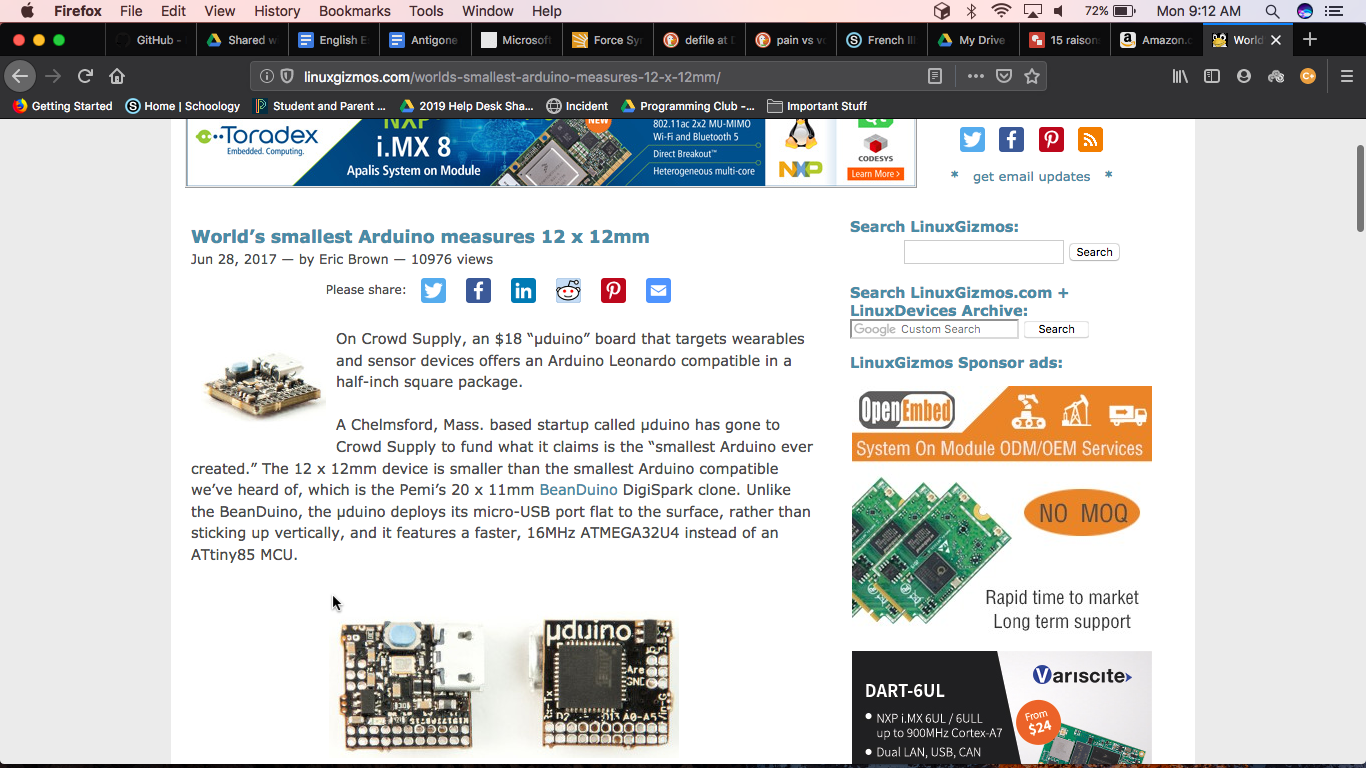 Firefox File Edit View History Bookmarks Tools Window Help 72% Mon 9:12 AM
GitHub - Shared w English E Antigone Microsoft Force Sy defile at D pain vs v French III My Drive 15 raison Amazon.c World
linuxgizmos.com/worlds-smallest-arduino-measures-12-x-12mm/
Getting Started Home | Schoology Student and Parent ... 2019 Help Desk Sha... Incident Programming Club -... Important Stuff
Toradex
Embedded. Computing.
NXP
i.MX 8
Apalis System on Module
NEW
802.11ac 2x2 MU-MIMO
Wi-Fi and Bluetooth 5
Direct Breakout™
Heterogeneous multi-core
NXP
CODESYS
Learn More >
* get email updates *
World's smallest Arduino measures 12 x 12mm
Jun 28, 2017 — by Eric Brown — 10976 views
Please share:
On Crowd Supply, an $18 “µduino” board that targets wearables
and sensor devices offers an Arduino Leonardo compatible in a
half-inch square package.
A Chelmsford, Mass. based startup called µduino has gone to
Crowd Supply to fund what it claims is the “smallest Arduino ever
created.” The 12 x 12mm device is smaller than the smallest Arduino compatible
we’ve heard of, which is the Pemi’s 20 x 11mm BeanDuino DigiSpark clone. Unlike
the BeanDuino, the µduino deploys its micro-USB port flat to the surface, rather than
sticking up vertically, and it features a faster, 16MHz ATMEGA32U4 instead of an
ATtiny85 MCU.
µduino
Are
GND
D2
D13 A0-A5
Search LinuxGizmos:
Search
Search LinuxGizmos.com +
LinuxDevices Archive:
Google Custom Search Search
LinuxGizmos Sponsor ads:
OpenEmbed
System On Module ODM/OEM Services
NO MOQ
Rapid time to market
Long term support
VARISCITE
DART-6UL
NXP i.MX 6UL / 6ULL
up to 900MHz Cortex-A7
Dual LAN, USB, CAN
From
$24